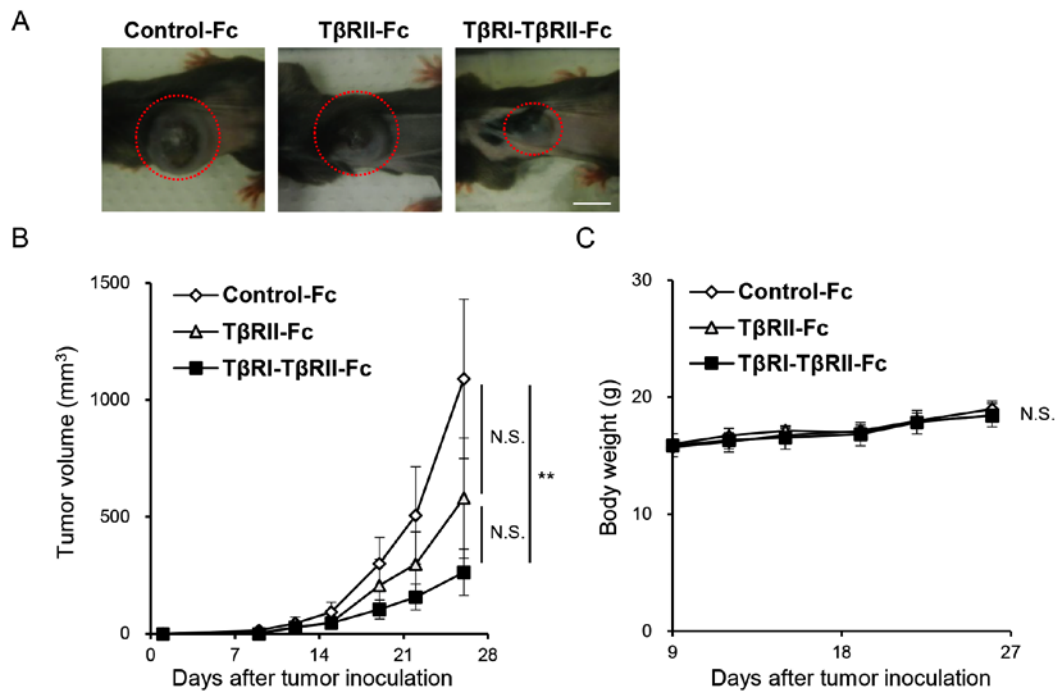 A
Control-Fc
TβRII-Fc
TβRI-TβRII-Fc
B
1500
1000
500
0
Tumor volume (mm³)
Control-Fc
TβRII-Fc
TβRI-TβRII-Fc
N.S.
N.S.
**
0
7
14
21
28
Days after tumor inoculation
C
30
20
10
0
Body weight (g)
Control-Fc
TβRII-Fc
TβRI-TβRII-Fc
N.S.
9
18
27
Days after tumor inoculation